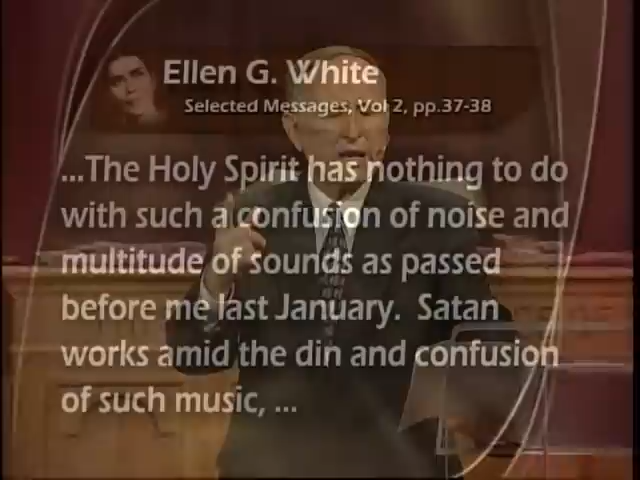 Ellen G. White
Selected Messages, Vol 2, pp.37-38
...The Holy Spirit has nothing to do
with such a confusion of noise and
multitude of sounds as passed
before me last January.  Satan
works amid the din and confusion
of such music, ...